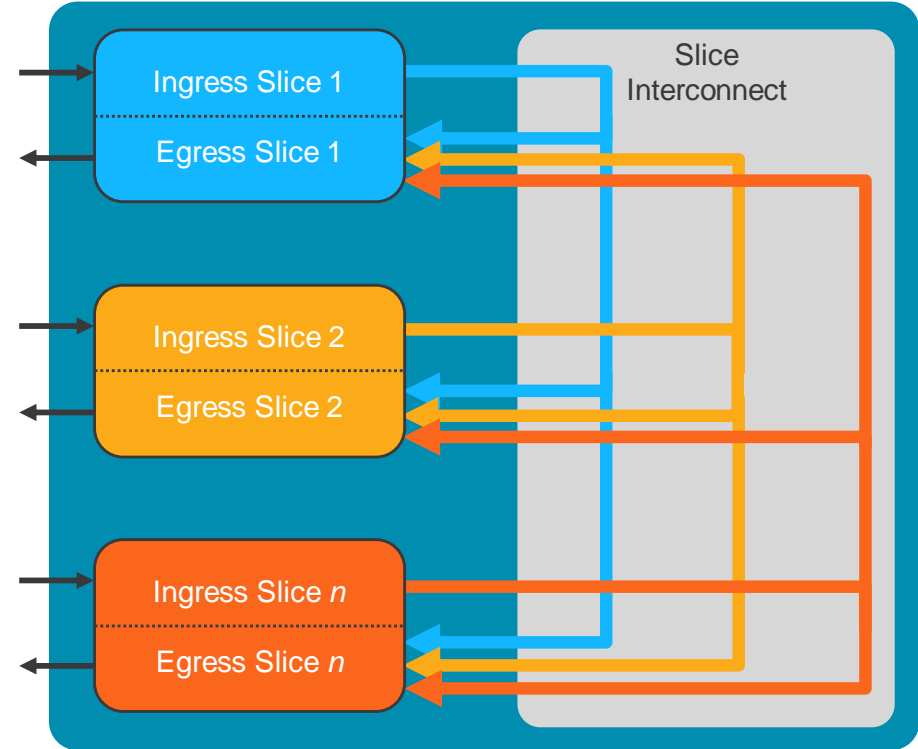 Slice
Interconnect
Ingress Slice 1
Egress Slice 1
Ingress Slice 2
Egress Slice 2
Ingress Slice n
Egress Slice n